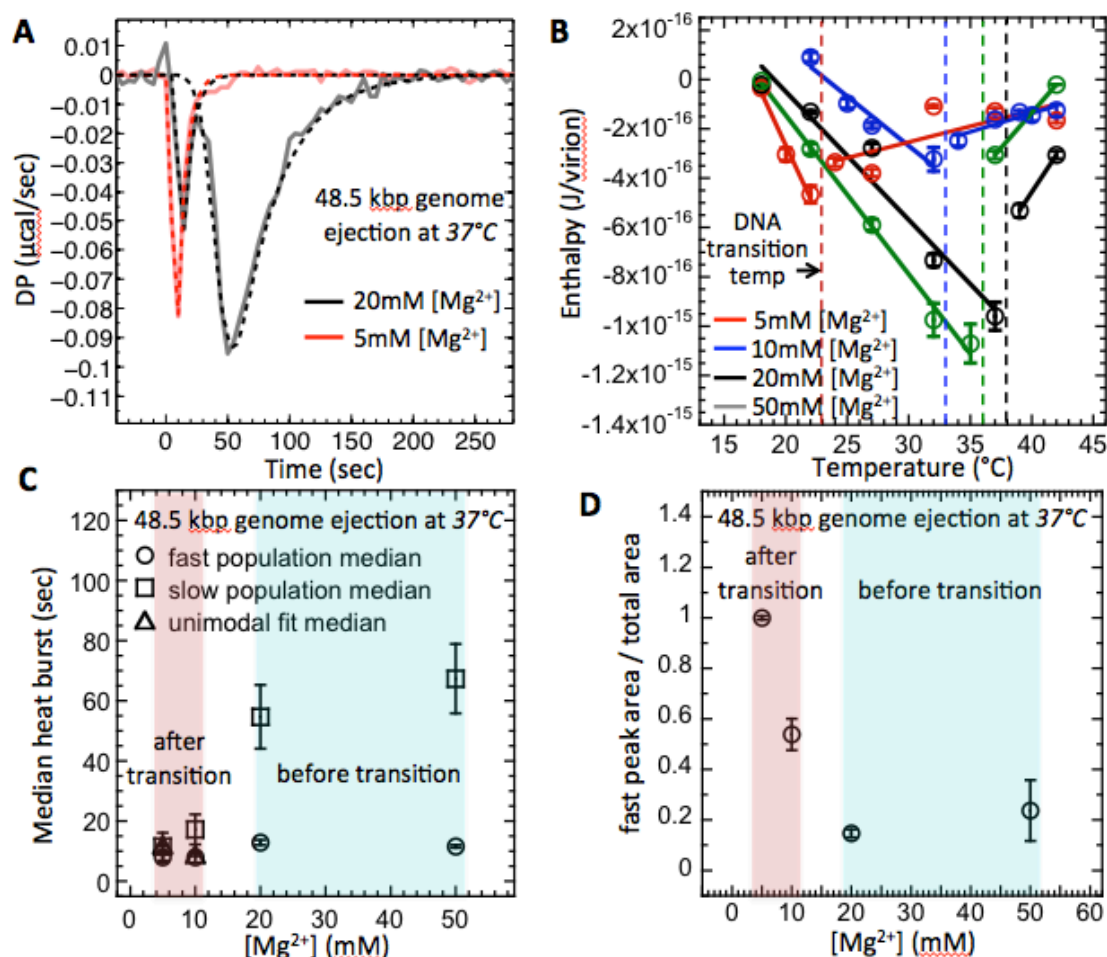 A
0.01
0
−0.01
−0.02
−0.03
−0.04
−0.05
−0.06
−0.07
−0.08
−0.09
−0.1
−0.11
DP (µcal/sec)
48.5 kbp genome
ejection at 37°C
20mM [Mg²⁺]
5mM [Mg²⁺]
0 50 100 150 200 250
Time (sec)
B
2x10⁻¹⁶
0
-2x10⁻¹⁶
-4x10⁻¹⁶
-6x10⁻¹⁶
-8x10⁻¹⁶
-1x10⁻¹⁵
-1.2x10⁻¹⁵
-1.4x10⁻¹⁵
Enthalpy (J/virion)
DNA
transition
temp
5mM [Mg²⁺]
10mM [Mg²⁺]
20mM [Mg²⁺]
50mM [Mg²⁺]
15 20 25 30 35 40 45
Temperature (°C)
C
48.5 kbp genome ejection at 37°C
fast population median
slow population median
unimodal fit median
120
100
80
60
40
20
0
Median heat burst (sec)
after
transition
before transition
0 10 20 30 40 50
[Mg²⁺] (mM)
D
48.5 kbp genome ejection at 37°C
after
transition
before transition
1.4
1.2
1
0.8
0.6
0.4
0.2
0
fast peak area / total area
0 10 20 30 40 50 60
[Mg²⁺] (mM)